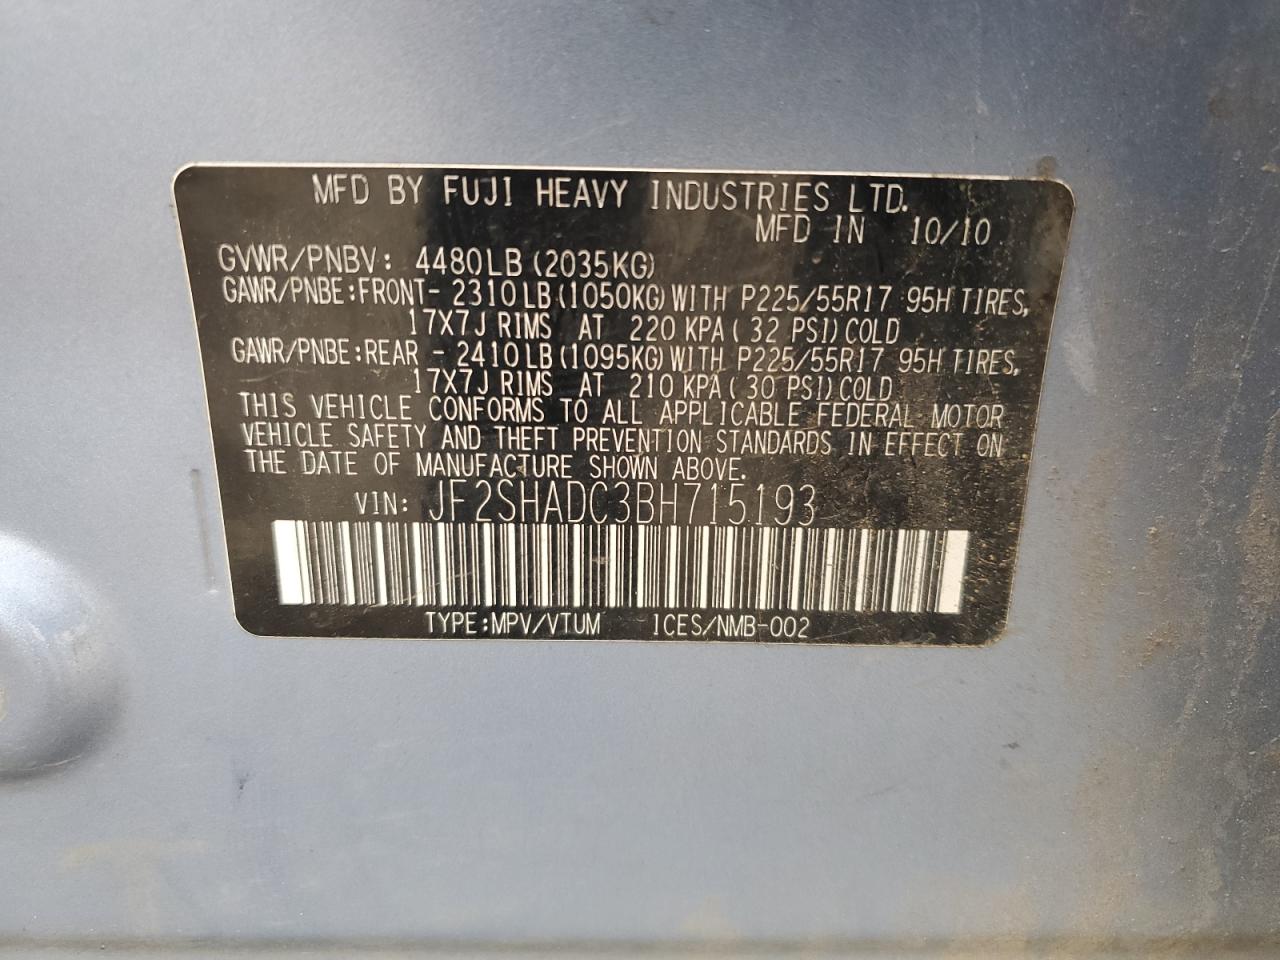 MFD BY FUJI HEAVY INDUSTRIES LTD.
MFD IN 10/10
GVWR/PNBV: 4480LB (2035KG)
GAWR/PNBE:FRONT- 2310LB(1050KG)WITH P225/55R17 95H TIRES,
17X7J RIMS AT 220 KPA( 32 PSI)COLD
GAWR/PNBE:REAR - 2410LB(1095KG)WITH P225/55R17 95H TIRES,
17X7J RIMS AT 210 KPA( 30 PSI)COLD
THIS VEHICLE CONFORMS TO ALL APPLICABLE FEDERAL MOTOR
VEHICLE SAFETY AND THEFT PREVENTION STANDARDS IN EFFECT ON
THE DATE OF MANUFACTURE SHOWN ABOVE.
VIN: JF2SHADC3BH715193
TYPE:MPV/VTUM ICES/NMB-002